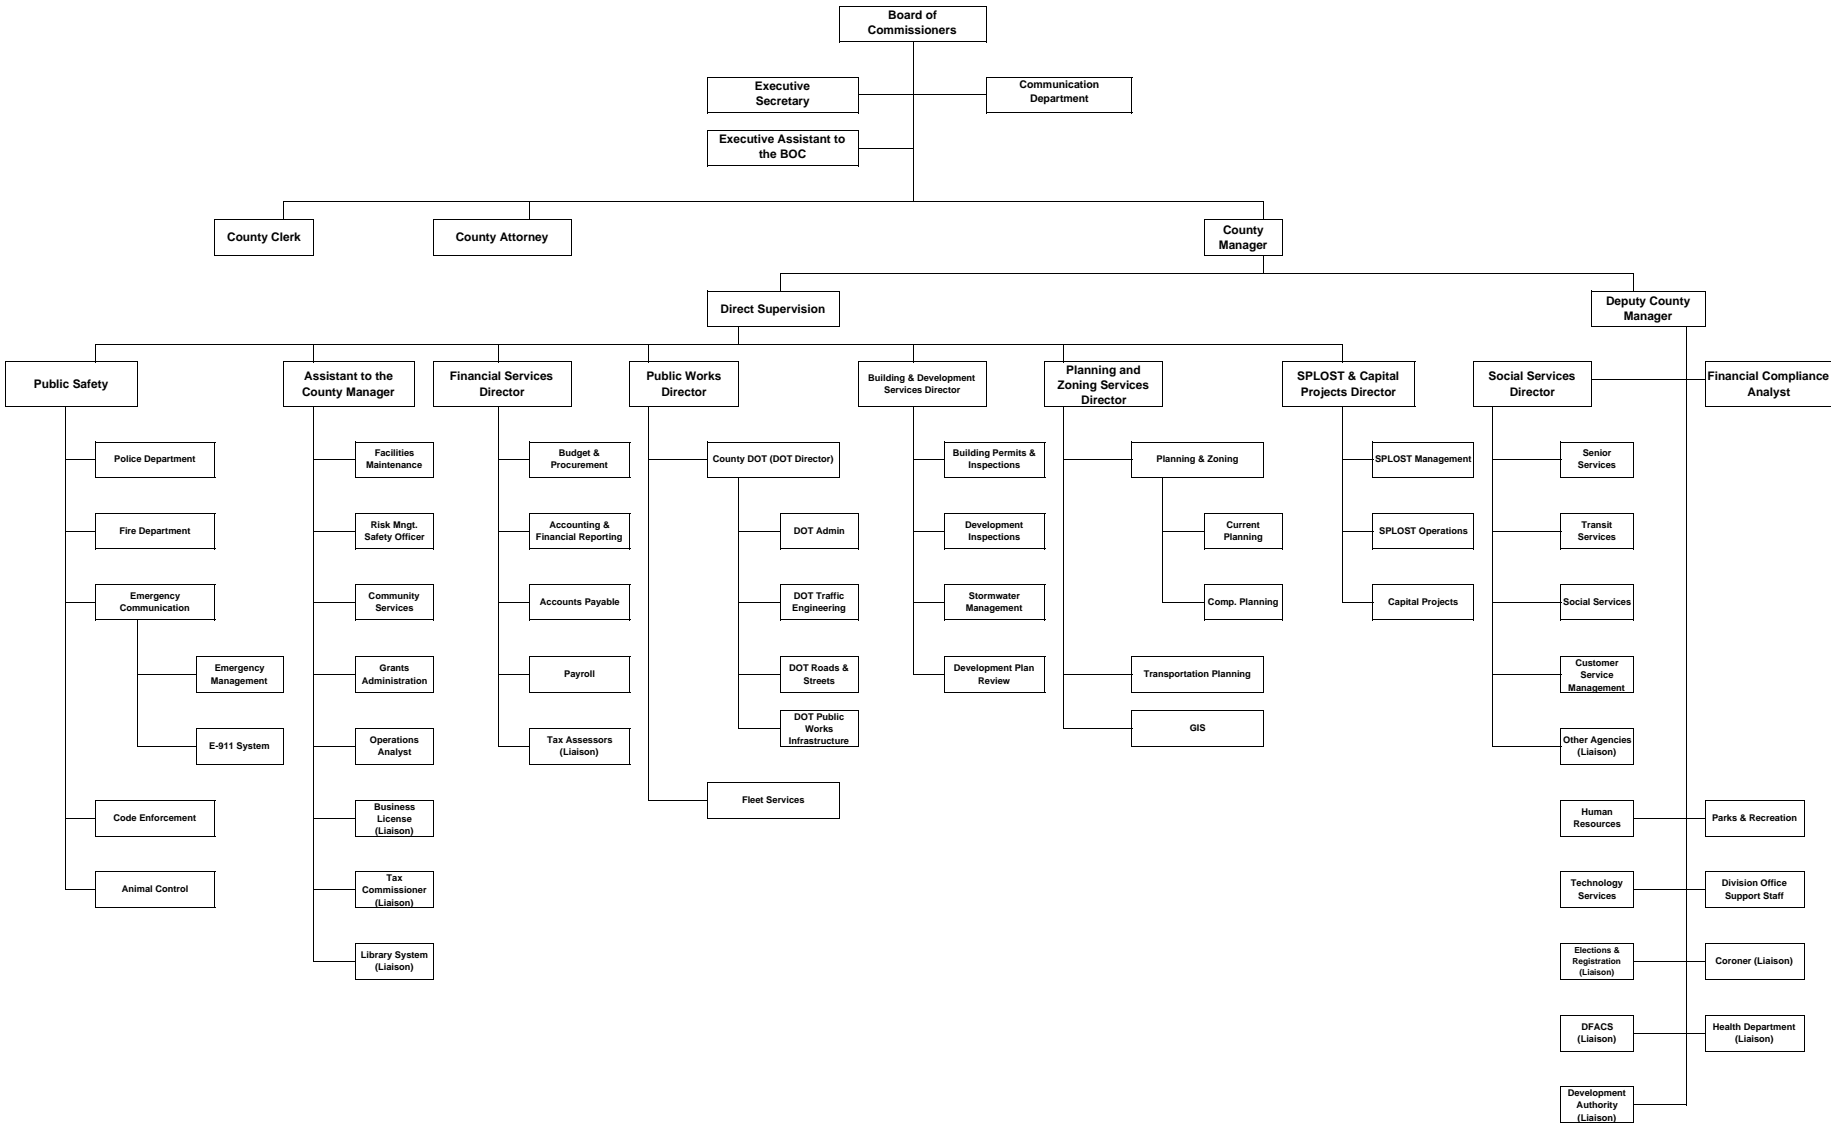 Board of
Commissioners
Executive
Secretary
Communication
Department
Executive Assistant to
the BOC
County Clerk
County Attorney
County
Manager
Direct Supervision
Deputy County
Manager
Public Safety
Assistant to the
County Manager
Financial Services
Director
Public Works
Director
Building & Development
Services Director
Planning and
Zoning Services
Director
SPLOST & Capital
Projects Director
Social Services
Director
Financial Compliance
Analyst
Police Department
Fire Department
Emergency
Communication
Emergency
Management
E-911 System
Code Enforcement
Animal Control
Facilities
Maintenance
Risk Mngt.
Safety Officer
Community
Services
Grants
Administration
Operations
Analyst
Business
License
(Liaison)
Tax
Commissioner
(Liaison)
Library System
(Liaison)
Budget &
Procurement
Accounting &
Financial Reporting
Accounts Payable
Payroll
Tax Assessors
(Liaison)
County DOT (DOT Director)
DOT Admin
DOT Traffic
Engineering
DOT Roads &
Streets
DOT Public
Works
Infrastructure
Fleet Services
Building Permits &
Inspections
Development
Inspections
Stormwater
Management
Development Plan
Review
Planning & Zoning
Current
Planning
Comp. Planning
Transportation Planning
GIS
SPLOST Management
SPLOST Operations
Capital Projects
Senior
Services
Transit
Services
Social Services
Customer
Service
Management
Other Agencies
(Liaison)
Human
Resources
Parks & Recreation
Technology
Services
Division Office
Support Staff
Elections &
Registration
(Liaison)
Coroner (Liaison)
DFACS
(Liaison)
Health Department
(Liaison)
Development
Authority
(Liaison)